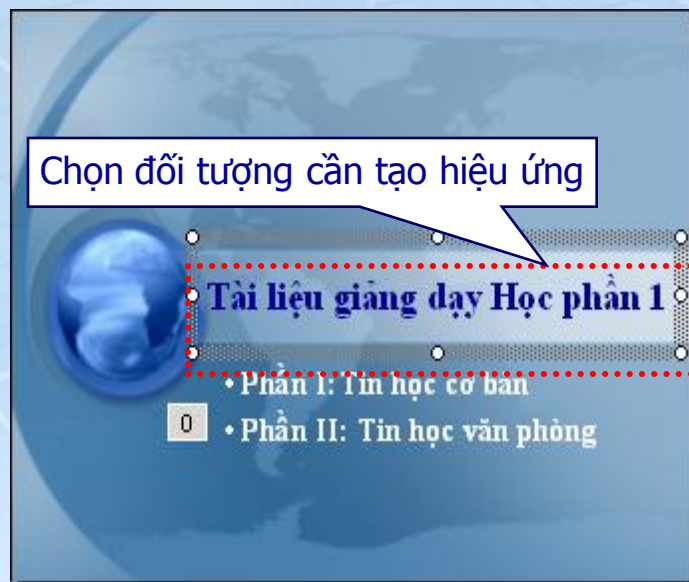 Chọn đối tượng cần tạo hiệu ứng
Tài liệu giảng dạy Học phần 1
• Phần I: Tin học cơ bản
0
• Phần II: Tin học văn phòng